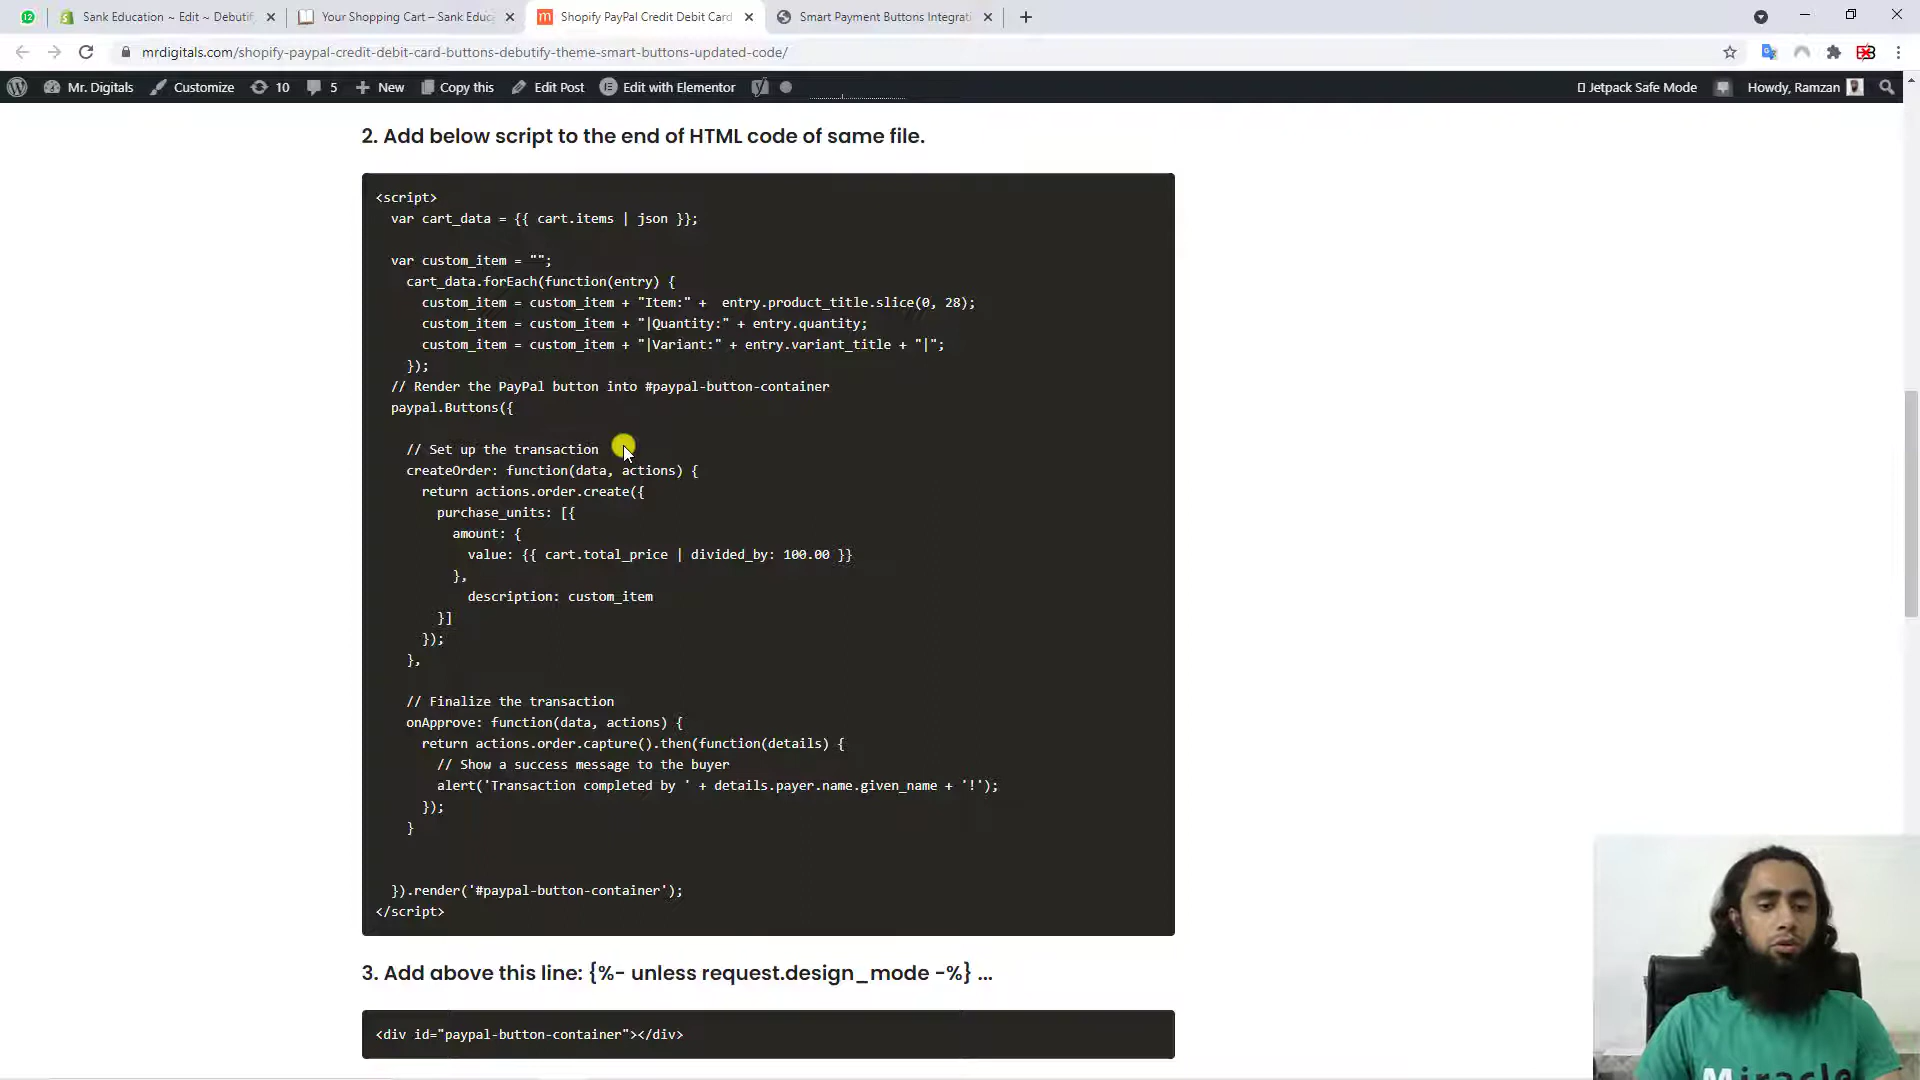 Sank Education ~ Edit ~ Debutify
Your Shopping Cart – Sank Educ
Shopify PayPal Credit Debit Card
Smart Payment Buttons Integrati
mrdigitals.com/shopify-paypal-credit-debit-card-buttons-debutify-theme-smart-buttons-updated-code/
Mr. Digitals
Customize
10
5
New
Copy this
Edit Post
Edit with Elementor
Jetpack Safe Mode
Howdy, Ramzan
2. Add below script to the end of HTML code of same file.
<script>
var cart_data = {{ cart.items | json }};
var custom_item = "";
cart_data.forEach(function(entry) {
custom_item = custom_item + "Item:" +  entry.product_title.slice(0, 28);
custom_item = custom_item + "|Quantity:" + entry.quantity;
custom_item = custom_item + "|Variant:" + entry.variant_title + "|";
});
// Render the PayPal button into #paypal-button-container
paypal.Buttons({
// Set up the transaction
createOrder: function(data, actions) {
return actions.order.create({
purchase_units: [{
amount: {
value: {{ cart.total_price | divided_by: 100.00 }}
},
description: custom_item
}]
});
},
// Finalize the transaction
onApprove: function(data, actions) {
return actions.order.capture().then(function(details) {
// Show a success message to the buyer
alert('Transaction completed by ' + details.payer.name.given_name + '!');
});
}
}).render('#paypal-button-container');
</script>
3. Add above this line: {%- unless request.design_mode -%} ...
<div id="paypal-button-container"></div>
Miracle